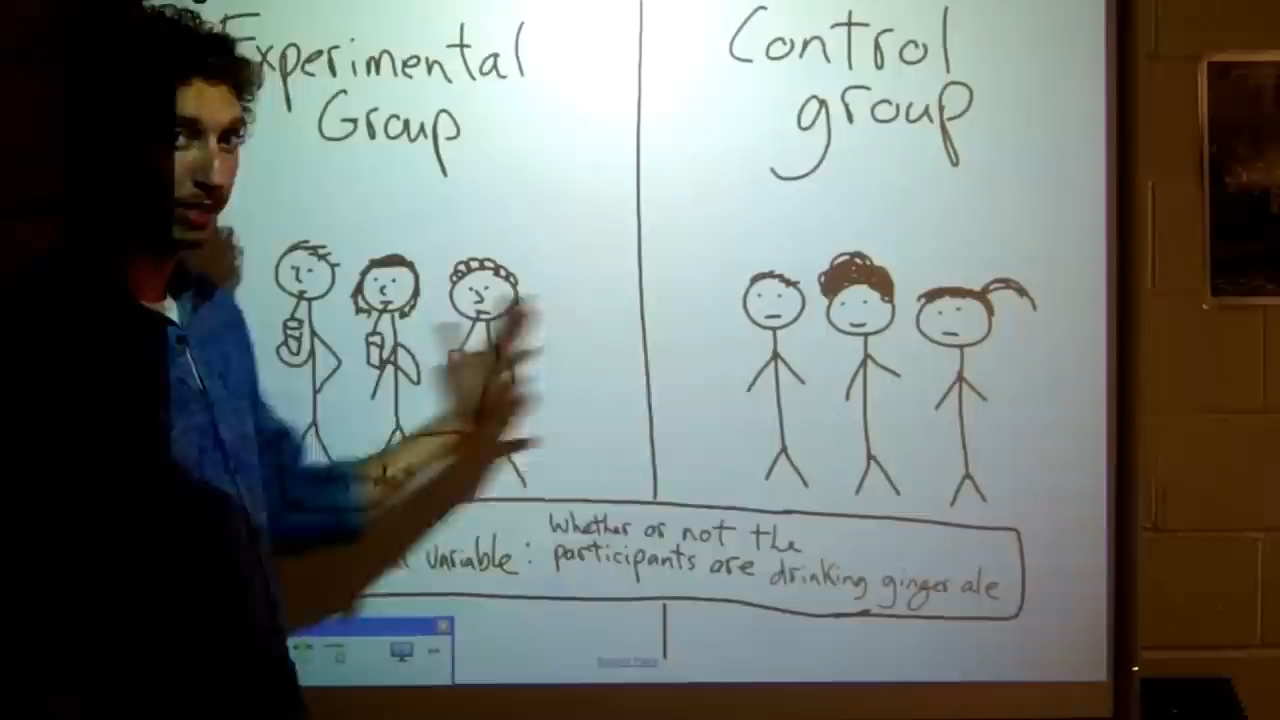 Experimental
Group
Control
group
variable: Whether or not the
participants are drinking ginger ale